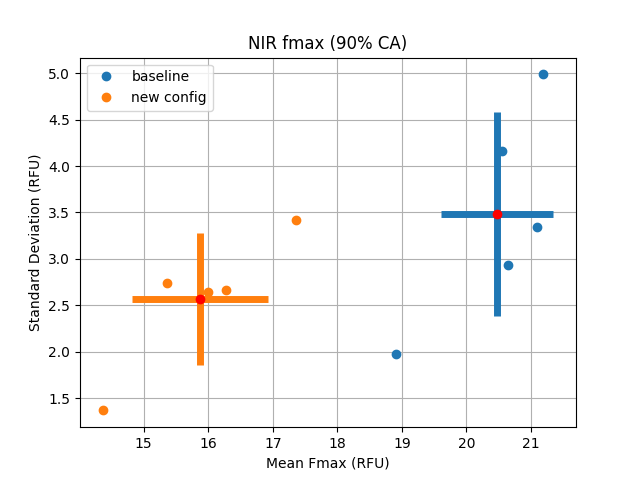 NIR fmax (90% CA)
baseline
new config
Standard Deviation (RFU)
5.0
4.5
4.0
3.5
3.0
2.5
2.0
1.5
15 16 17 18 19 20 21
Mean Fmax (RFU)